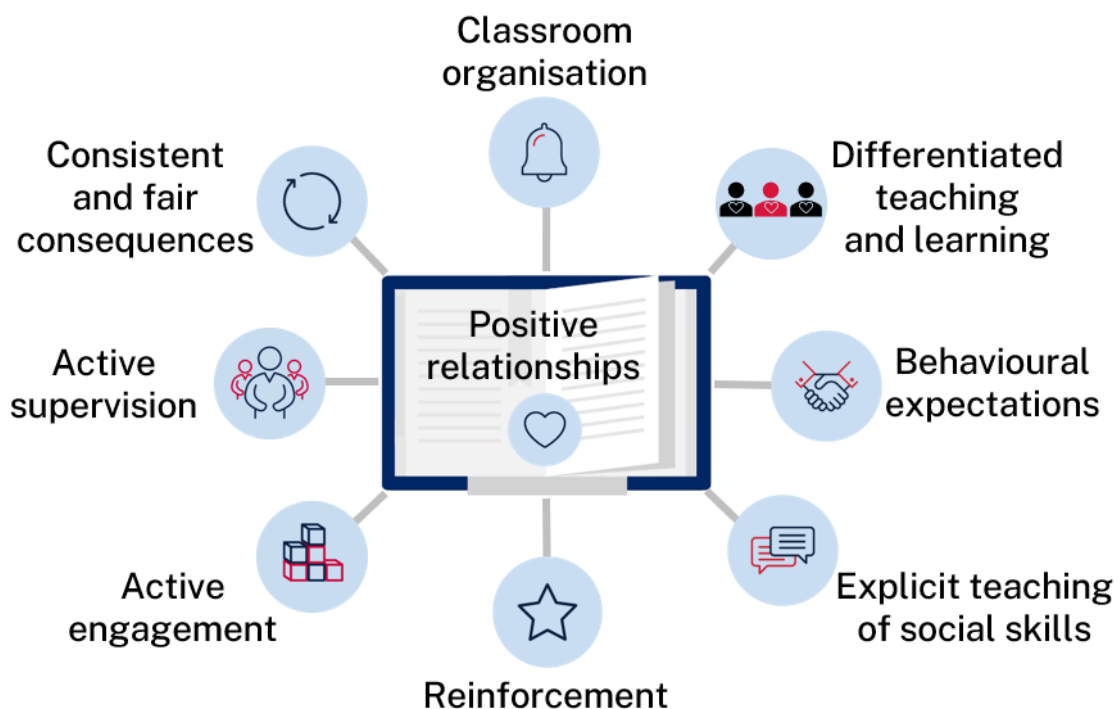 Classroom
organisation
Differentiated
teaching
and learning
Behavioural
expectations
Explicit teaching
of social skills
Reinforcement
Active
engagement
Active
supervision
Consistent
and fair
consequences
Positive
relationships